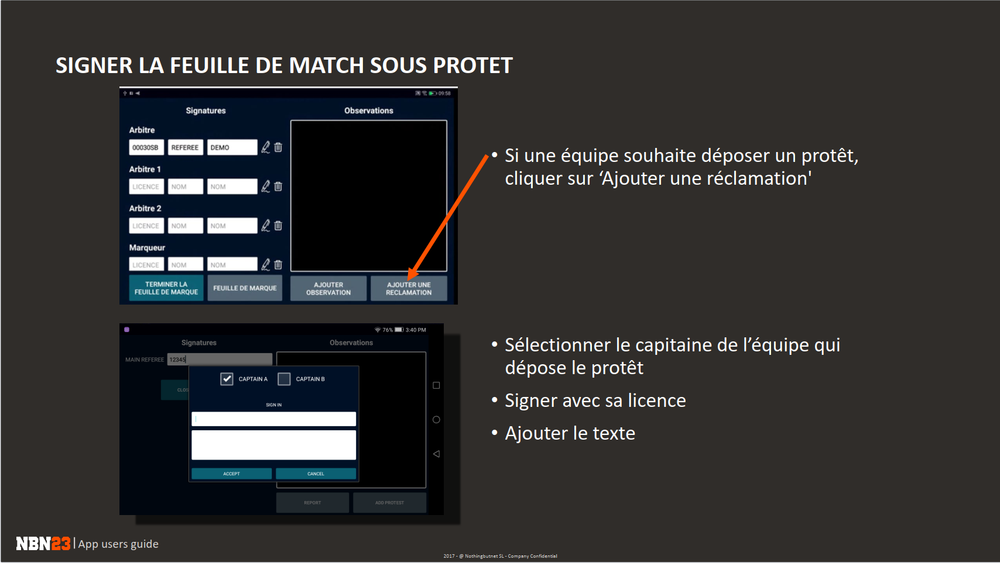 SIGNER LA FEUILLE DE MATCH SOUS PROTET
09:58
Signatures
Observations
Arbitre
00030SB REFEREE DEMO
Arbitre 1
LICENCE NOM NOM
Arbitre 2
LICENCE NOM NOM
Marqueur
LICENCE NOM NOM
TERMINER LA
FEUILLE DE MARQUE
FEUILLE DE MARQUE
AJOUTER
OBSERVATION
AJOUTER UNE
RECLAMATION
• Si une équipe souhaite déposer un protêt,
cliquer sur ‘Ajouter une réclamation'
76% 3:40 PM
Signatures
Observations
MAIN REFEREE 12345
CLOS
CAPTAIN A CAPTAIN B
SIGN IN
ACCEPT CANCEL
REPORT ADD PROTEST
• Sélectionner le capitaine de l’équipe qui
dépose le protêt
• Signer avec sa licence
• Ajouter le texte
NBN23 | App users guide
2017 - @ Nothingbutnet SL - Company Confidential